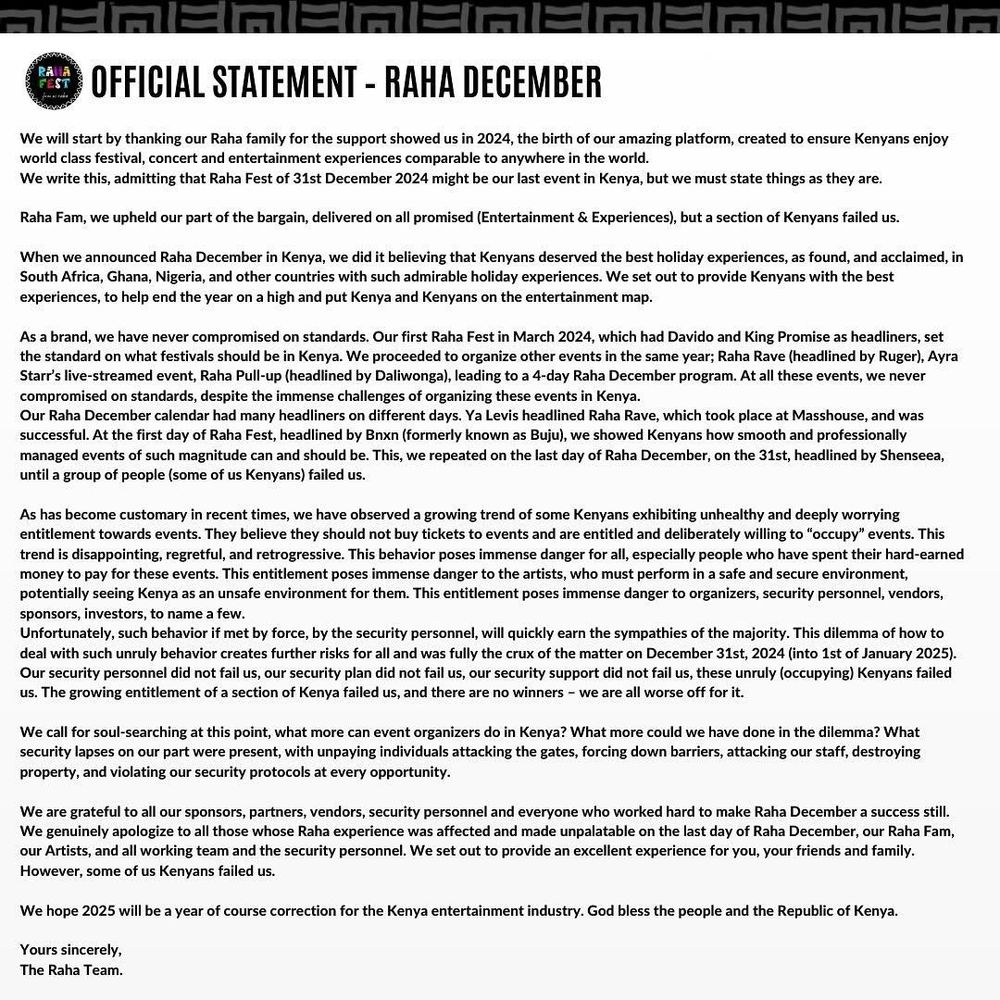 RAHA
FEST
OFFICIAL STATEMENT - RAHA DECEMBER
We will start by thanking our Raha family for the support showed us in 2024, the birth of our amazing platform, created to ensure Kenyans enjoy
world class festival, concert and entertainment experiences comparable to anywhere in the world.
We write this, admitting that Raha Fest of 31st December 2024 might be our last event in Kenya, but we must state things as they are.
Raha Fam, we upheld our part of the bargain, delivered on all promised (Entertainment & Experiences), but a section of Kenyans failed us.
When we announced Raha December in Kenya, we did it believing that Kenyans deserved the best holiday experiences, as found, and acclaimed, in
South Africa, Ghana, Nigeria, and other countries with such admirable holiday experiences. We set out to provide Kenyans with the best
experiences, to help end the year on a high and put Kenya and Kenyans on the entertainment map.
As a brand, we have never compromised on standards. Our first Raha Fest in March 2024, which had Davido and King Promise as headliners, set
the standard on what festivals should be in Kenya. We proceeded to organize other events in the same year; Raha Rave (headlined by Ruger), Ayra
Starr's live-streamed event, Raha Pull-up (headlined by Daliwonga), leading to a 4-day Raha December program. At all these events, we never
compromised on standards, despite the immense challenges of organizing these events in Kenya.
Our Raha December calendar had many headliners on different days. Ya Levis headlined Raha Rave, which took place at Masshouse, and was
successful. At the first day of Raha Fest, headlined by Bnxn (formerly known as Buju), we showed Kenyans how smooth and professionally
managed events of such magnitude can and should be. This, we repeated on the last day of Raha December, on the 31st, headlined by Shenseea,
until a group of people (some of us Kenyans) failed us.
As has become customary in recent times, we have observed a growing trend of some Kenyans exhibiting unhealthy and deeply worrying
entitlement towards events. They believe they should not buy tickets to events and are entitled and deliberately willing to “occupy” events. This
trend is disappointing, regretful, and retrogressive. This behavior poses immense danger for all, especially people who have spent their hard-earned
money to pay for these events. This entitlement poses immense danger to the artists, who must perform in a safe and secure environment,
potentially seeing Kenya as an unsafe environment for them. This entitlement poses immense danger to organizers, security personnel, vendors,
sponsors, investors, to name a few.
Unfortunately, such behavior if met by force, by the security personnel, will quickly earn the sympathies of the majority. This dilemma of how to
deal with such unruly behavior creates further risks for all and was fully the crux of the matter on December 31st, 2024 (into 1st of January 2025).
Our security personnel did not fail us, our security plan did not fail us, our security support did not fail us, these unruly (occupying) Kenyans failed
us. The growing entitlement of a section of Kenya failed us, and there are no winners – we are all worse off for it.
We call for soul-searching at this point, what more can event organizers do in Kenya? What more could we have done in the dilemma? What
security lapses on our part were present, with unpaying individuals attacking the gates, forcing down barriers, attacking our staff, destroying
property, and violating our security protocols at every opportunity.
We are grateful to all our sponsors, partners, vendors, security personnel and everyone who worked hard to make Raha December a success still.
We genuinely apologize to all those whose Raha experience was affected and made unpalatable on the last day of Raha December, our Raha Fam,
our Artists, and all working team and the security personnel. We set out to provide an excellent experience for you, your friends and family.
However, some of us Kenyans failed us.
We hope 2025 will be a year of course correction for the Kenya entertainment industry. God bless the people and the Republic of Kenya.
Yours sincerely,
The Raha Team.